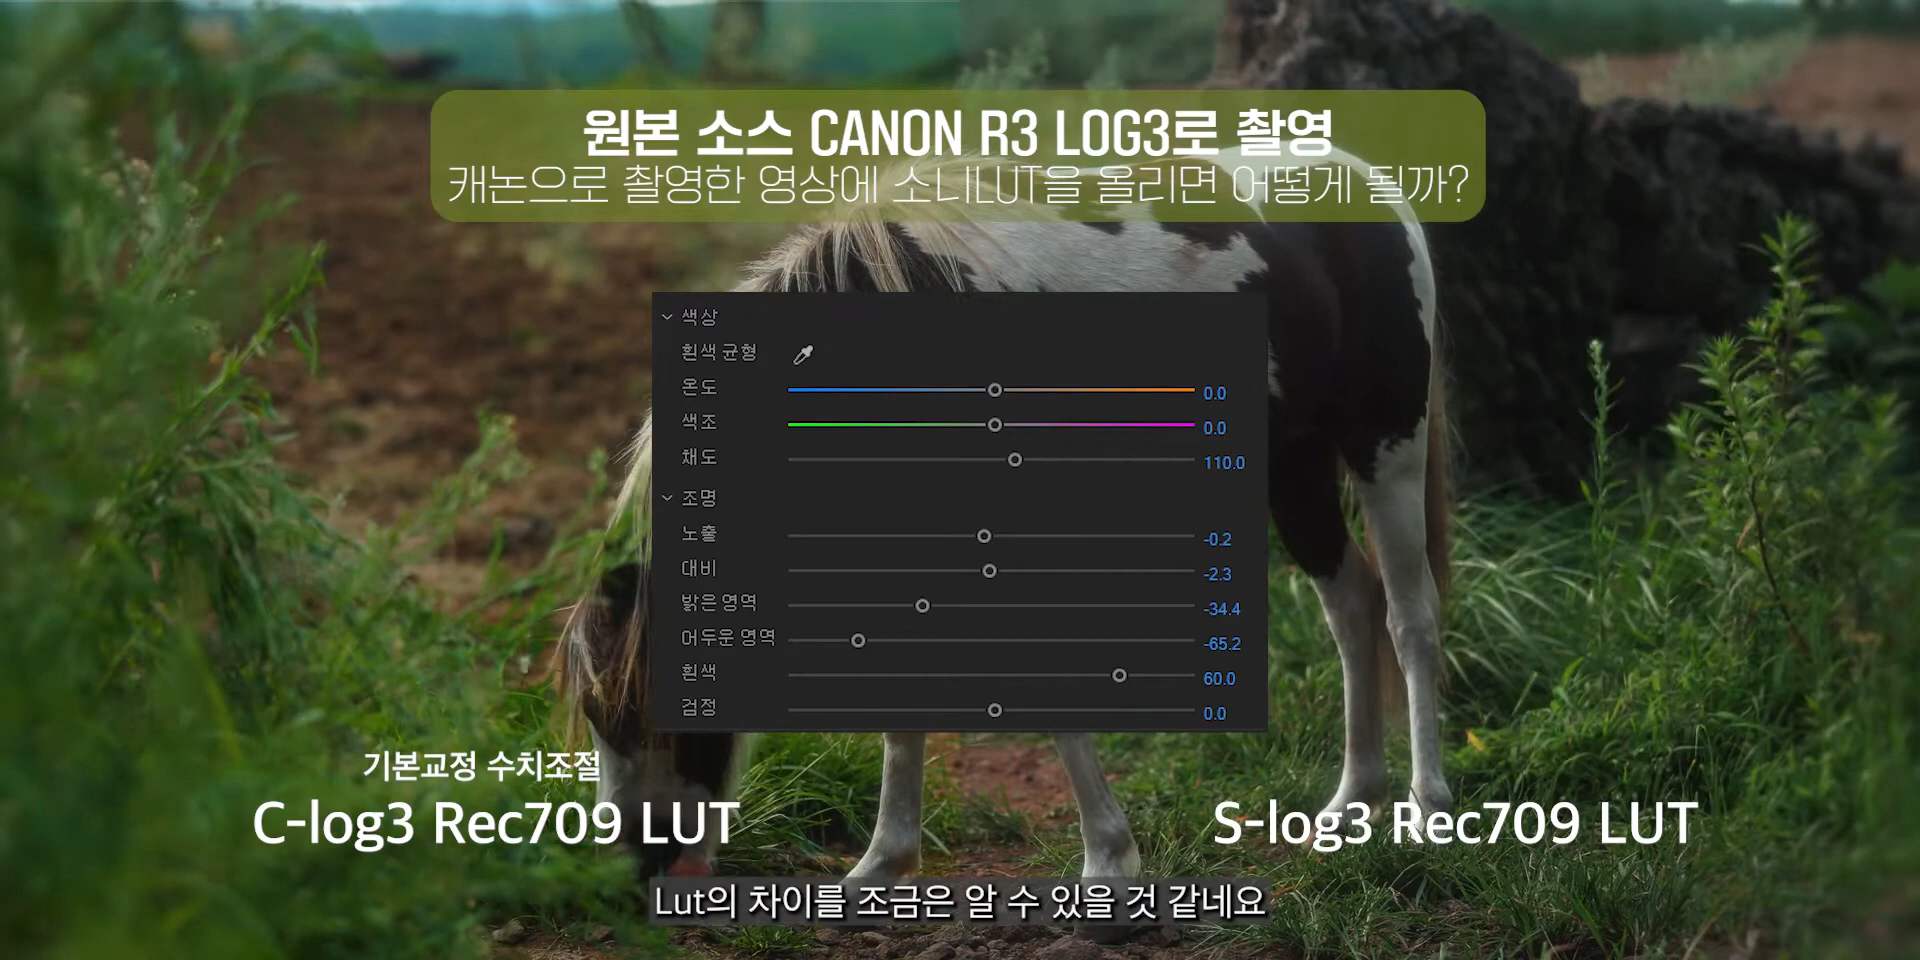 원본 소스 CANON R3 LOG3로 촬영
캐논으로 촬영한 영상에 소니LUT을 올리면 어떻게 될까?
색상
흰색 균형
온도 0.0
색조 0.0
채도 110.0
조명
노출 -0.2
대비 -2.3
밝은 영역 -34.4
어두운 영역 -65.2
흰색 60.0
검정 0.0
기본교정 수치조절
C-log3 Rec709 LUT
S-log3 Rec709 LUT
Lut의 차이를 조금은 알 수 있을 것 같네요